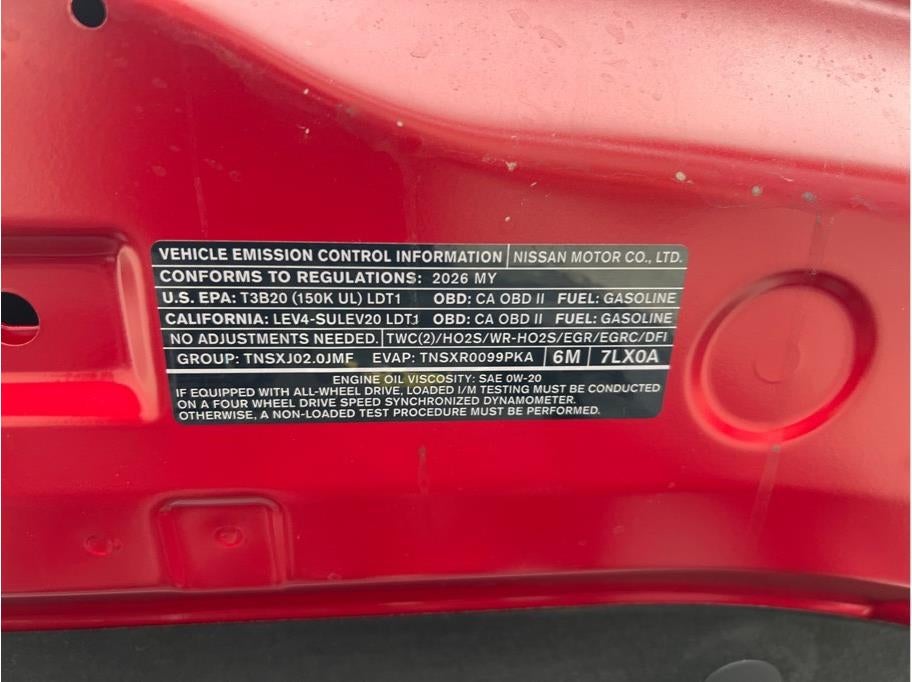 VEHICLE EMISSION CONTROL INFORMATION NISSAN MOTOR CO., LTD.
CONFORMS TO REGULATIONS: 2026 MY
U.S. EPA: T3B20 (150K UL) LDT1 OBD: CA OBD II FUEL: GASOLINE
CALIFORNIA: LEV4-SULEV20 LDT1 OBD: CA OBD II FUEL: GASOLINE
NO ADJUSTMENTS NEEDED. TWC(2)/HO2S/WR-HO2S/EGR/EGRC/DFI
GROUP: TNSXJ02.0JMF EVAP: TNSXR0099PKA 6M 7LX0A
ENGINE OIL VISCOSITY: SAE 0W-20
IF EQUIPPED WITH ALL-WHEEL DRIVE, LOADED I/M TESTING MUST BE CONDUCTED
ON A FOUR WHEEL DRIVE SPEED SYNCHRONIZED DYNAMOMETER.
OTHERWISE, A NON-LOADED TEST PROCEDURE MUST BE PERFORMED.